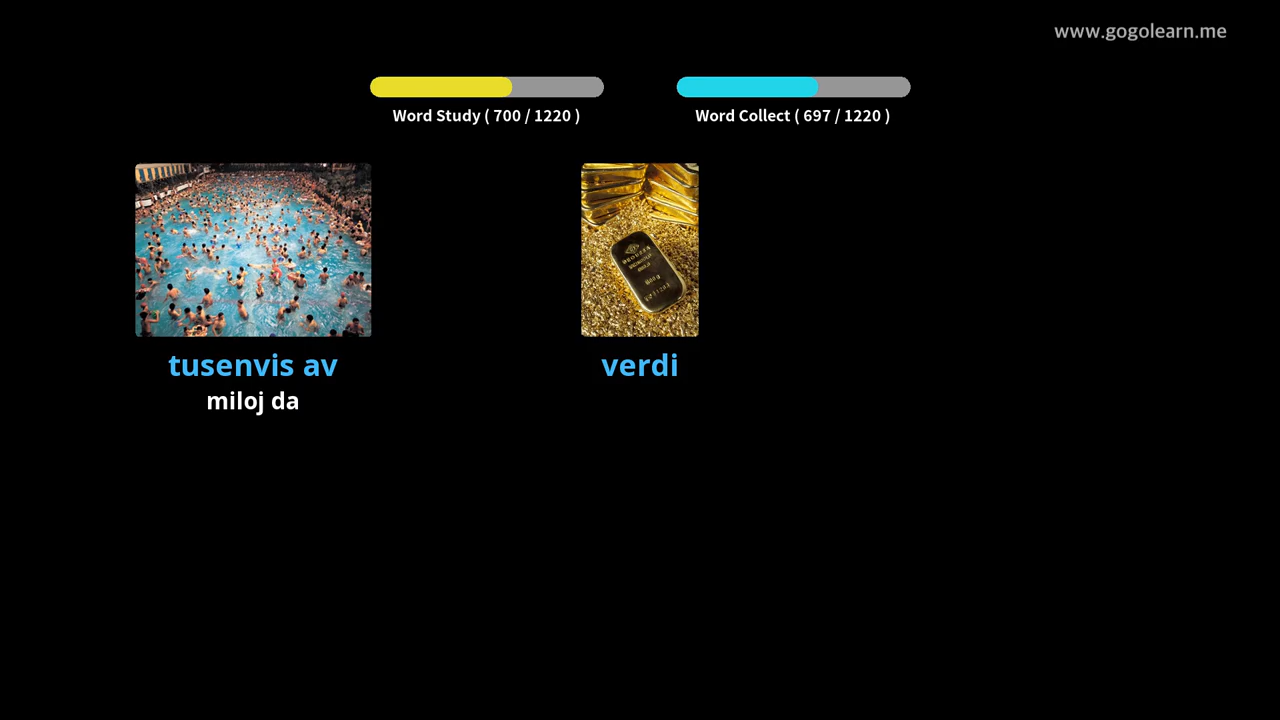 www.gogolearn.me
Word Study ( 700 / 1220 )
Word Collect ( 697 / 1220 )
tusenvis av
miloj da
verdi